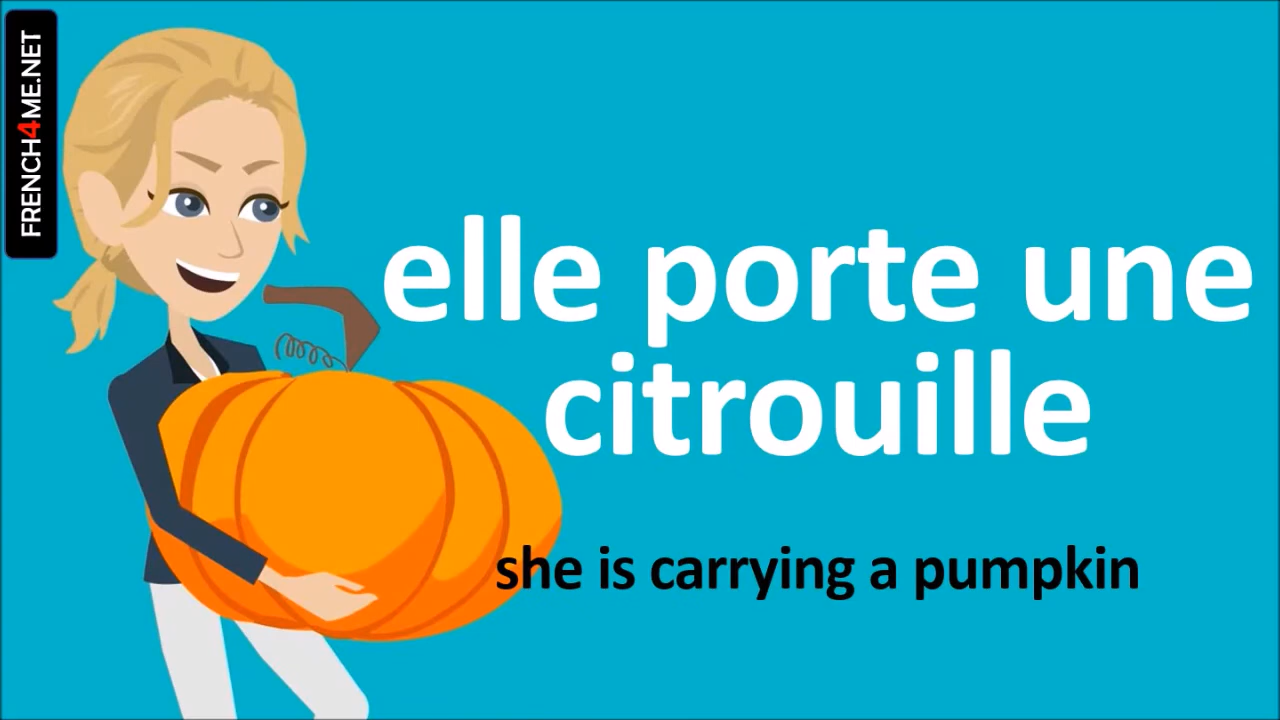 FRENCH4ME.NET
elle porte une
citrouille
she is carrying a pumpkin